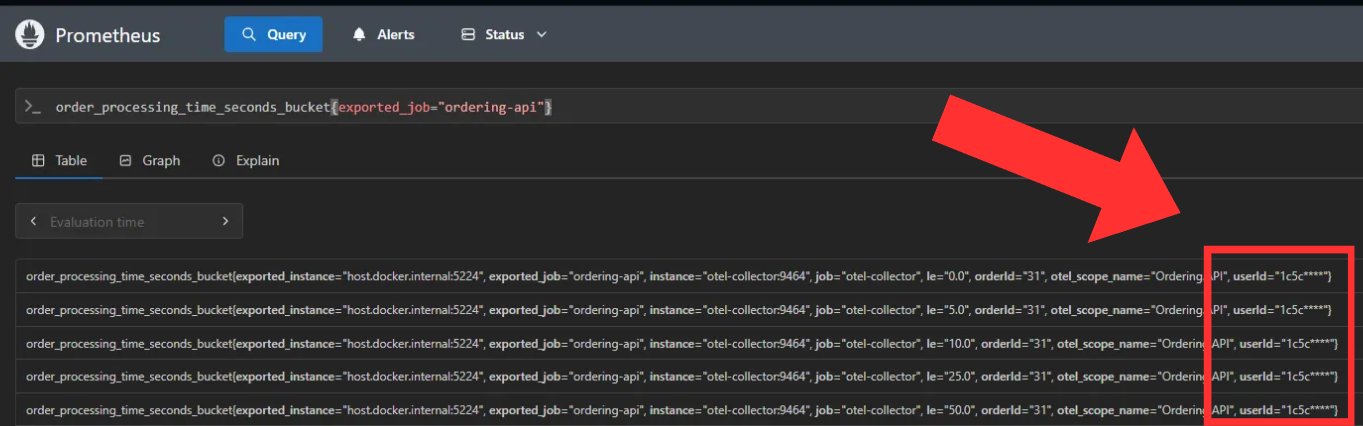 Prometheus Query Alerts Status
>_ order_processing_time_seconds_bucket{exported_job="ordering-api"}
Table Graph Explain
< Evaluation time >
order_processing_time_seconds_bucket{exported_instance="host.docker.internal:5224", exported_job="ordering-api", instance="otel-collector:9464", job="otel-collector", le="0.0", orderId="31", otel_scope_name="Ordering.API", userId="1c5c****"}
order_processing_time_seconds_bucket{exported_instance="host.docker.internal:5224", exported_job="ordering-api", instance="otel-collector:9464", job="otel-collector", le="5.0", orderId="31", otel_scope_name="Ordering.API", userId="1c5c****"}
order_processing_time_seconds_bucket{exported_instance="host.docker.internal:5224", exported_job="ordering-api", instance="otel-collector:9464", job="otel-collector", le="10.0", orderId="31", otel_scope_name="Ordering.API", userId="1c5c****"}
order_processing_time_seconds_bucket{exported_instance="host.docker.internal:5224", exported_job="ordering-api", instance="otel-collector:9464", job="otel-collector", le="25.0", orderId="31", otel_scope_name="Ordering.API", userId="1c5c****"}
order_processing_time_seconds_bucket{exported_instance="host.docker.internal:5224", exported_job="ordering-api", instance="otel-collector:9464", job="otel-collector", le="50.0", orderId="31", otel_scope_name="Ordering.API", userId="1c5c****"}